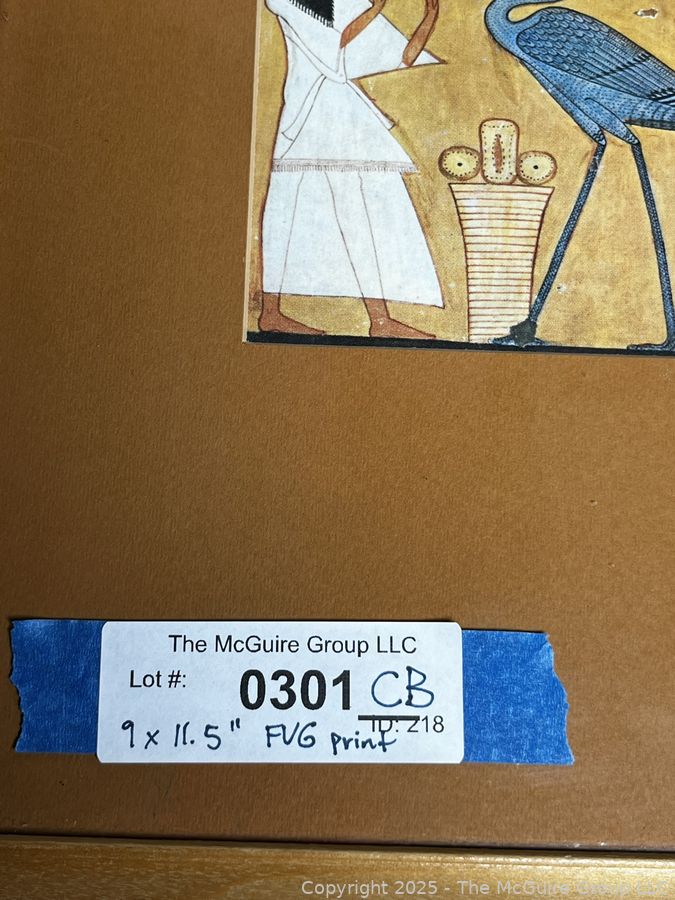 The McGuire Group LLC
Lot #: 0301 CB
ID: 218
9 x 11.5" FVG print
Copyright 2025 - The McGuire Group LLC